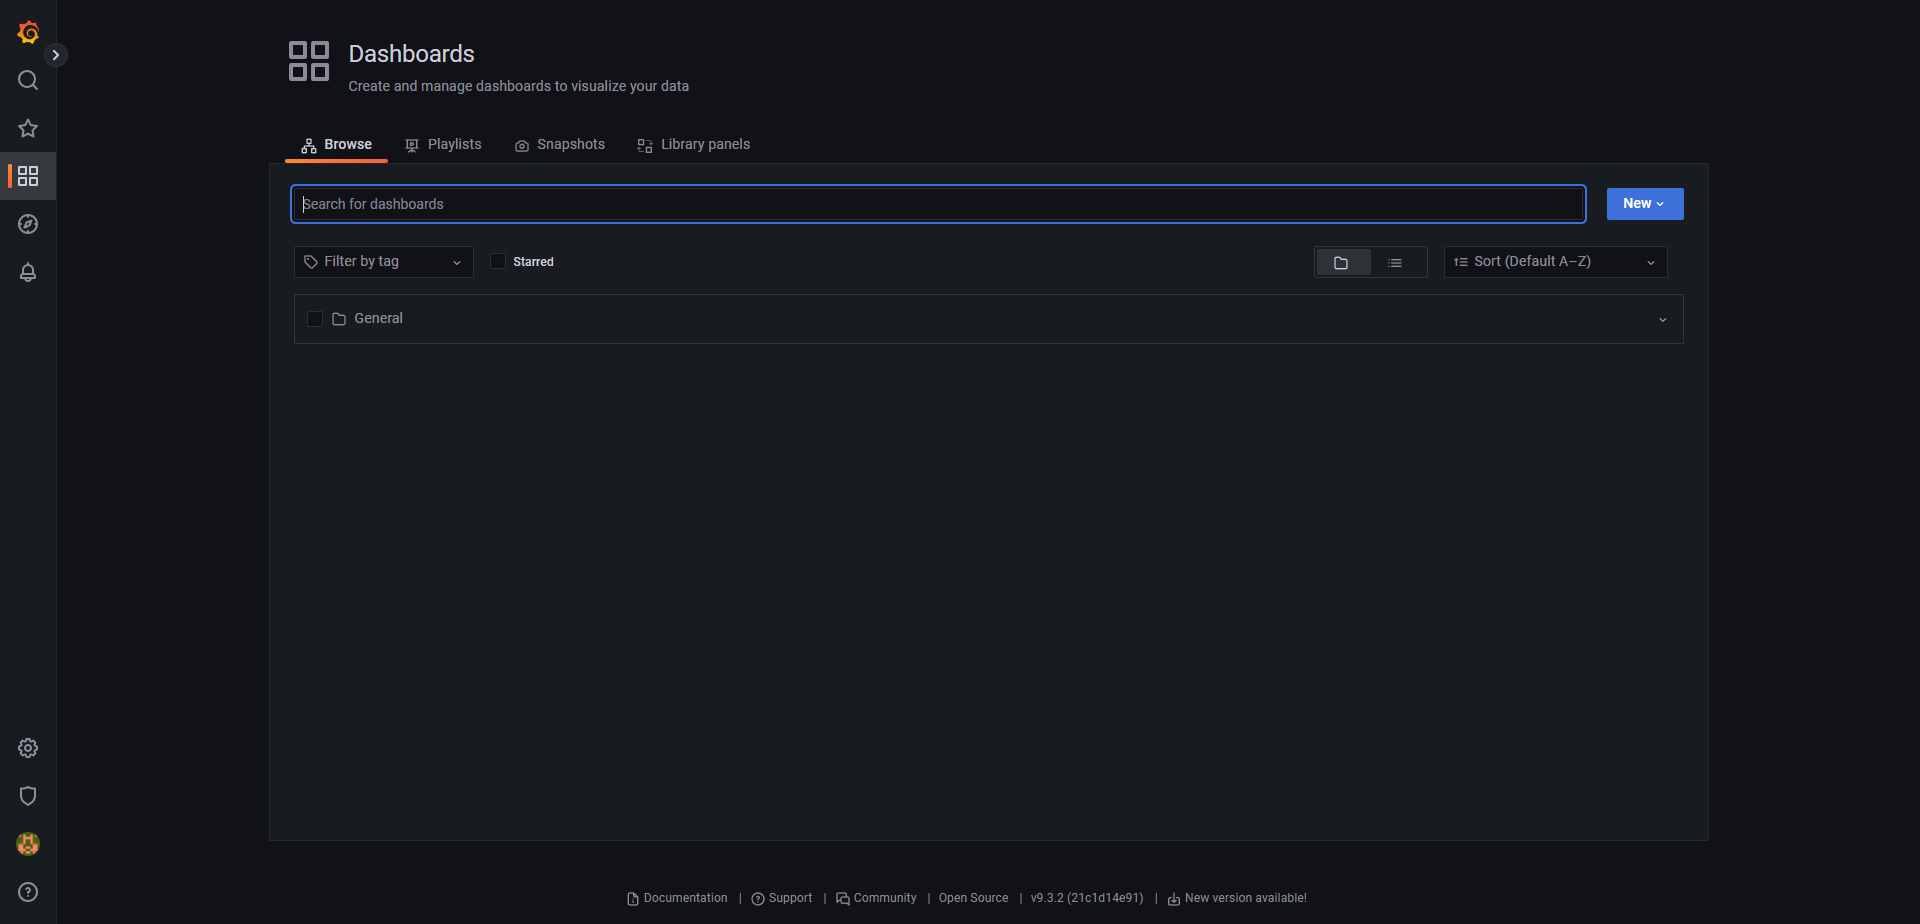 Dashboards
Create and manage dashboards to visualize your data
Browse Playlists Snapshots Library panels
Search for dashboards New
Filter by tag Starred Sort (Default A–Z)
General
Documentation | Support | Community | Open Source | v9.3.2 (21c1d14e91) | New version available!